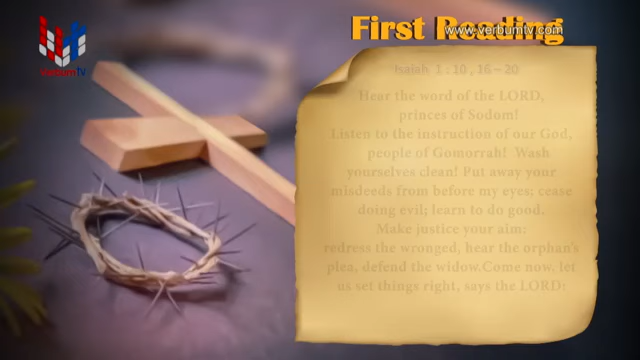 First Reading
www.verbumtv.com
VerbumTV
Isaiah 1 : 10 , 16 – 20
Hear the word of the LORD,
princes of Sodom!
Listen to the instruction of our God,
people of Gomorrah! Wash
yourselves clean! Put away your
misdeeds from before my eyes; cease
doing evil; learn to do good.
Make justice your aim:
redress the wronged, hear the orphan's
plea, defend the widow.Come now, let
us set things right, says the LORD: